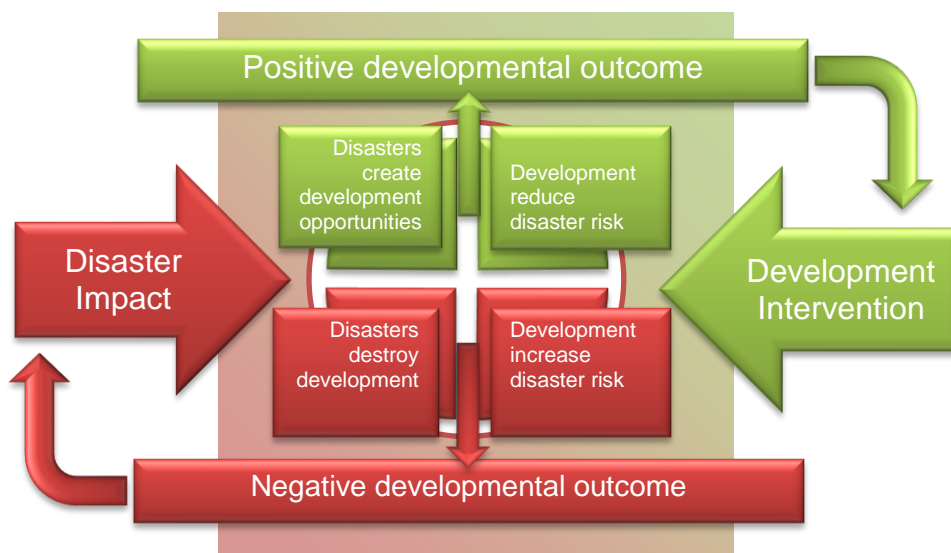 Positive developmental outcome
Disasters
create
development
opportunities
Development
reduce
disaster risk
Disaster
Impact
Development
Intervention
Disasters
destroy
development
Development
increase
disaster risk
Negative developmental outcome